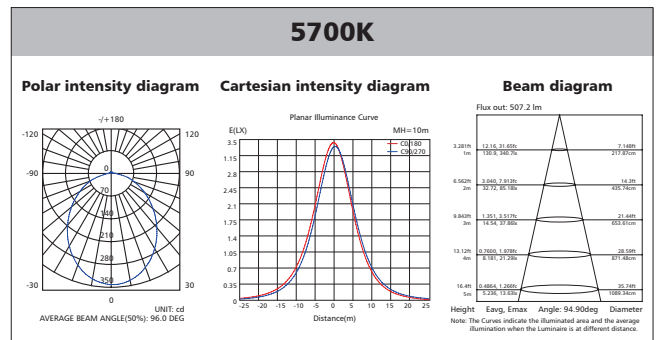 5700K
Polar intensity diagram
Cartesian intensity diagram
Beam diagram
-/+180
-120
120
-90
90
-30
30
0
70
140
210
280
350
0
UNIT: cd
AVERAGE BEAM ANGLE(50%): 96.0 DEG
Planar Illuminance Curve
E(LX)
MH=10m
C0/180
C90/270
3.5
1.15
2.8
2.45
2.1
1.75
1.4
1.05
0.7
0.35
0
-25 -20 -15 -10 -5 0 5 10 15 20 25
Distance(m)
Flux out: 507.2 lm
3.281ft 12.16, 31.65fc 7.148ft
1m 130.9, 340.7lx 217.87cm
6.562ft 3.040, 7.913fc 14.3ft
2m 32.72, 85.18lx 435.74cm
9.843ft 1.351, 3.517fc 21.44ft
3m 14.54, 37.86lx 653.61cm
13.12ft 0.7600, 1.978fc 28.59ft
4m 8.181, 21.29lx 871.48cm
16.4ft 0.4864, 1.266fc 35.74ft
5m 5.236, 13.63lx 1089.34cm
Height Eavg, Emax Angle: 94.90deg Diameter
Note: The Curves indicate the illuminated area and the average
illumination when the Luminaire is at different distance.